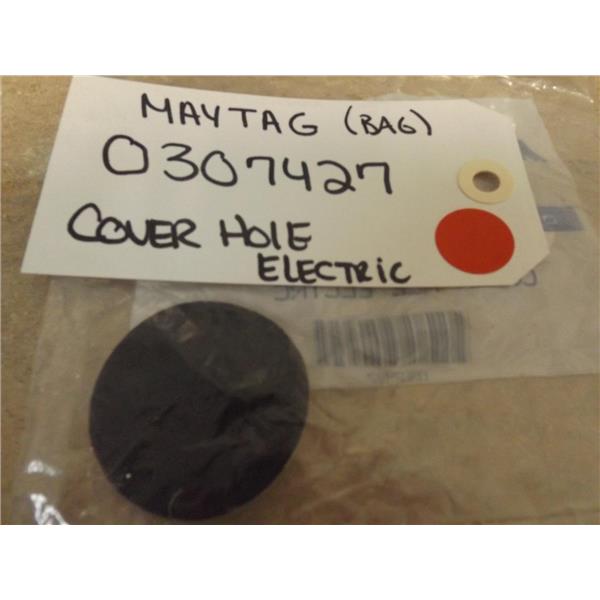 MAYTAG (BAG)
0307427
COVER HOLE
ELECTRIC